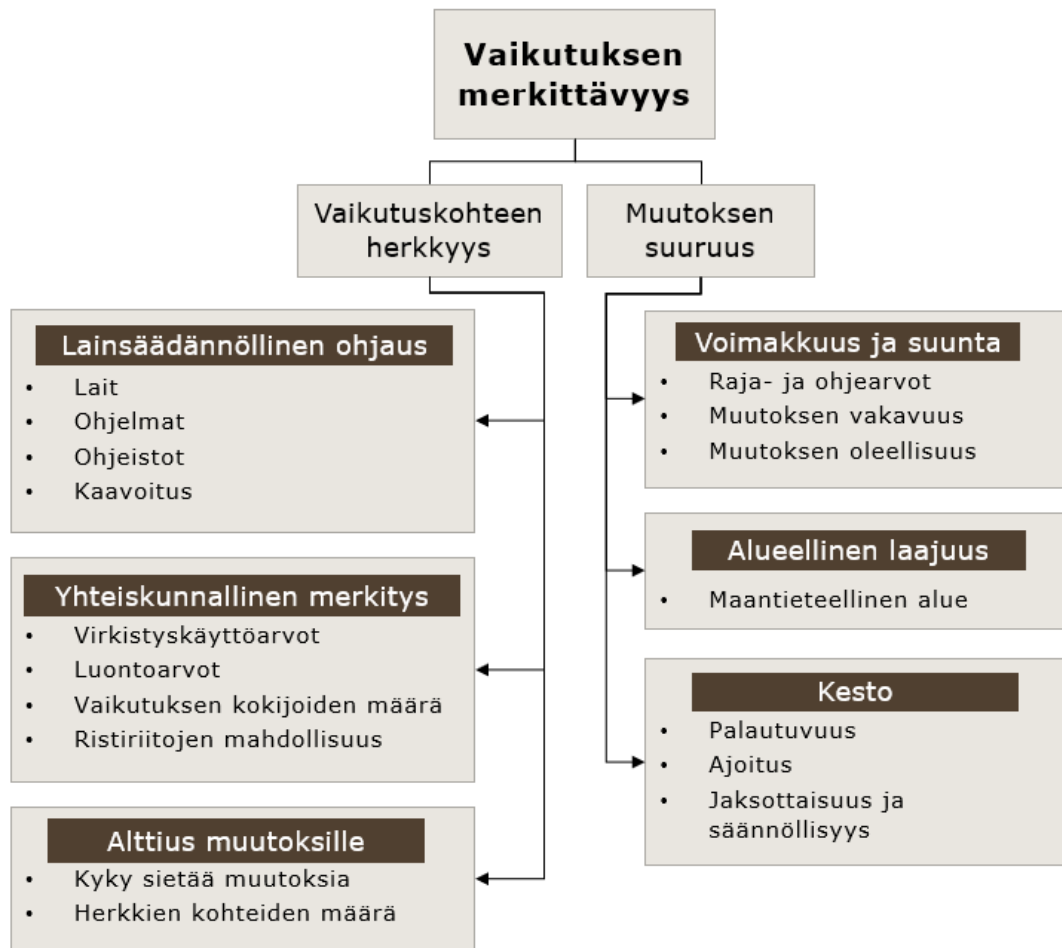 Vaikutuksen
merkittävyys
Vaikutuskohteen
herkkyys
Muutoksen
suuruus
Lainsäädännöllinen ohjaus
• Lait
• Ohjelmat
• Ohjeistot
• Kaavoitus
Yhteiskunnallinen merkitys
• Virkistyskäyttöarvot
• Luontoarvot
• Vaikutuksen kokijoiden määrä
• Ristiriitojen mahdollisuus
Alttius muutoksille
• Kyky sietää muutoksia
• Herkkien kohteiden määrä
Voimakkuus ja suunta
• Raja- ja ohjearvot
• Muutoksen vakavuus
• Muutoksen oleellisuus
Alueellinen laajuus
• Maantieteellinen alue
Kesto
• Palautuvuus
• Ajoitus
• Jaksottaisuus ja
säännöllisyys